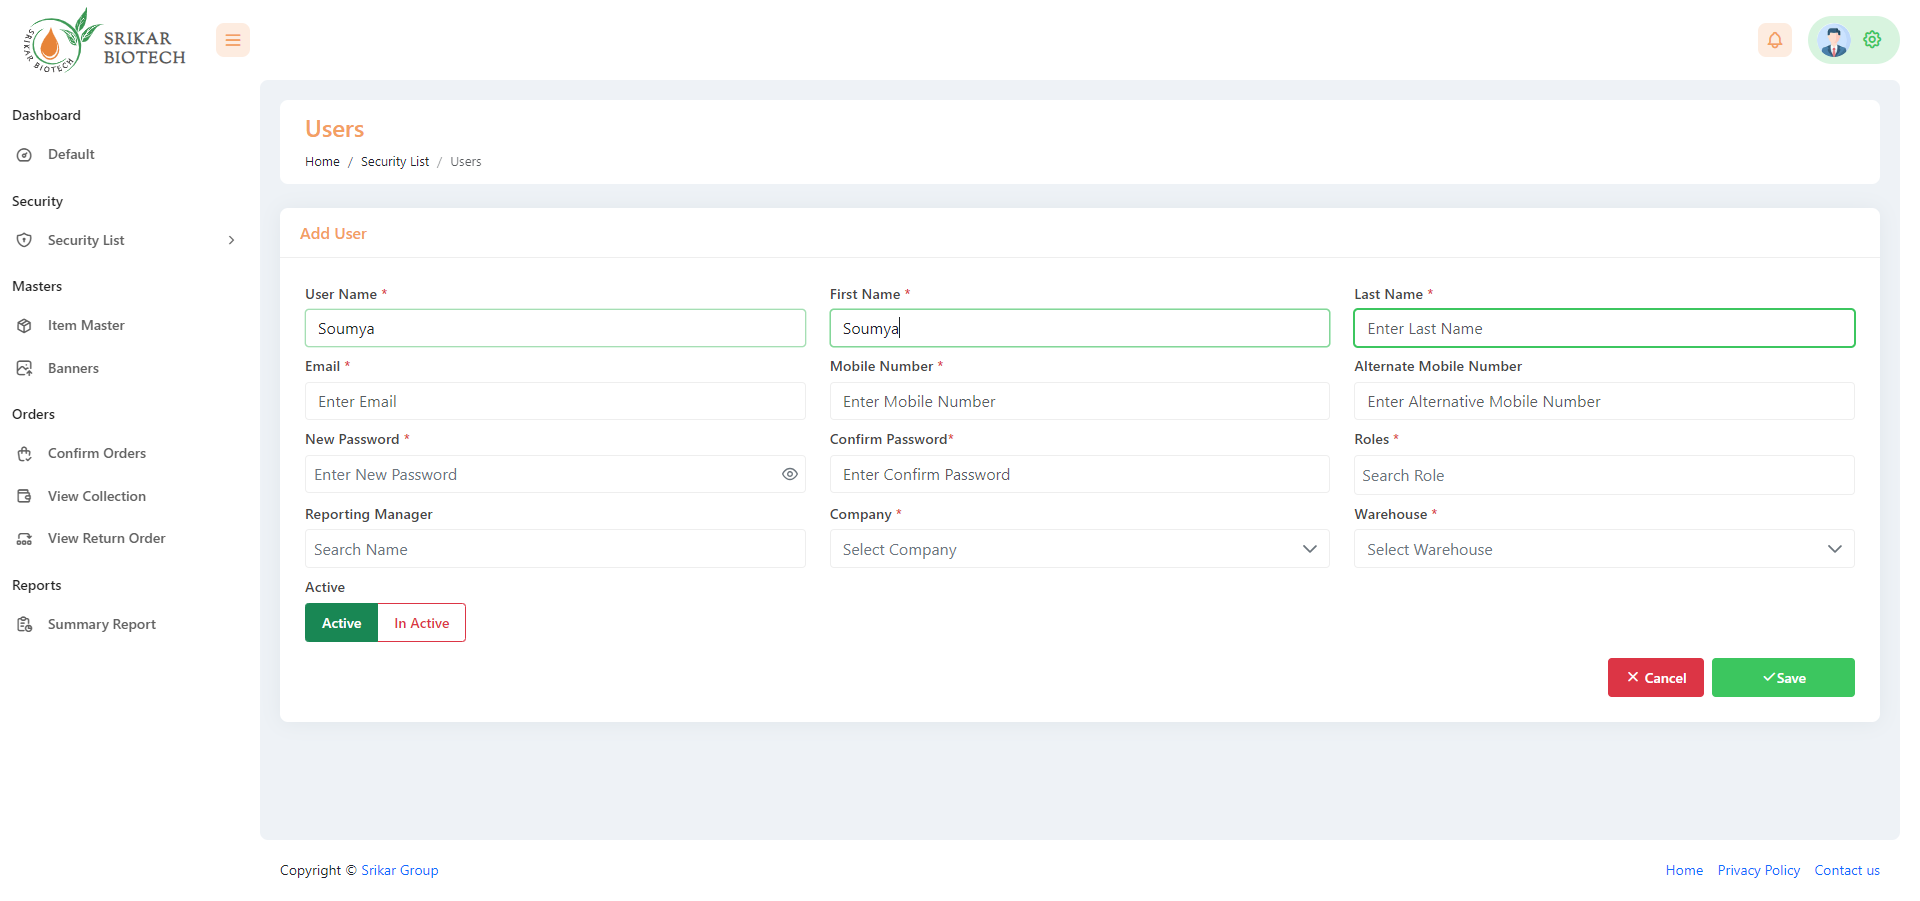 SRIKAR BIOTECH
SRIKAR
BIOTECH
Dashboard
Default
Security
Security List
Masters
Item Master
Banners
Orders
Confirm Orders
View Collection
View Return Order
Reports
Summary Report
Users
Home / Security List / Users
Add User
User Name * First Name * Last Name *
Soumya Soumya Enter Last Name
Email * Mobile Number * Alternate Mobile Number
Enter Email Enter Mobile Number Enter Alternative Mobile Number
New Password * Confirm Password* Roles *
Enter New Password Enter Confirm Password Search Role
Reporting Manager Company * Warehouse *
Search Name Select Company Select Warehouse
Active
Active In Active
Cancel Save
Copyright © Srikar Group Home Privacy Policy Contact us